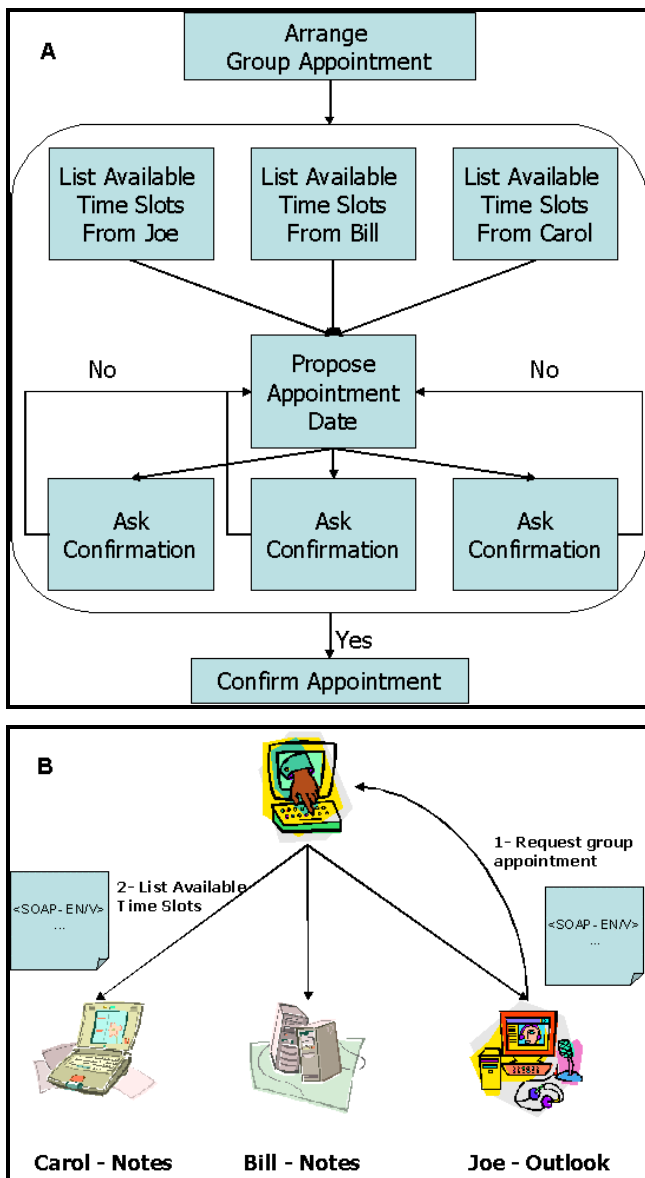 A
Arrange
Group Appointment
List Available
Time Slots
From Joe
List Available
Time Slots
From Bill
List Available
Time Slots
From Carol
No
Propose
Appointment
Date
No
Ask
Confirmation
Ask
Confirmation
Ask
Confirmation
Yes
Confirm Appointment
B
1- Request group
appointment
2- List Available
Time Slots
<SOAP- EN/V>
...
<SOAP- EN/V>
...
Carol - Notes
Bill - Notes
Joe - Outlook